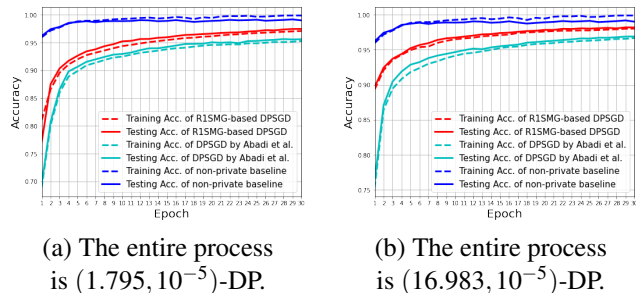 1.00
0.95
0.90
0.85
0.80
0.75
0.70
Accuracy
Training Acc. of R1SMG-based DPSGD
Testing Acc. of R1SMG-based DPSGD
Training Acc. of DPSGD by Abadi et al.
Testing Acc. of DPSGD by Abadi et al.
Training Acc. of non-private baseline
Testing Acc. of non-private baseline
1 2 3 4 5 6 7 8 9 10 11 12 13 14 15 16 17 18 19 20 21 22 23 24 25 26 27 28 29 30
Epoch
(a) The entire process
is (1.795, 10⁻⁵)-DP.
1.00
0.95
0.90
0.85
0.80
0.75
Accuracy
Training Acc. of R1SMG-based DPSGD
Testing Acc. of R1SMG-based DPSGD
Training Acc. of DPSGD by Abadi et al.
Testing Acc. of DPSGD by Abadi et al.
Training Acc. of non-private baseline
Testing Acc. of non-private baseline
1 2 3 4 5 6 7 8 9 10 11 12 13 14 15 16 17 18 19 20 21 22 23 24 25 26 27 28 29 30
Epoch
(b) The entire process
is (16.983, 10⁻⁵)-DP.